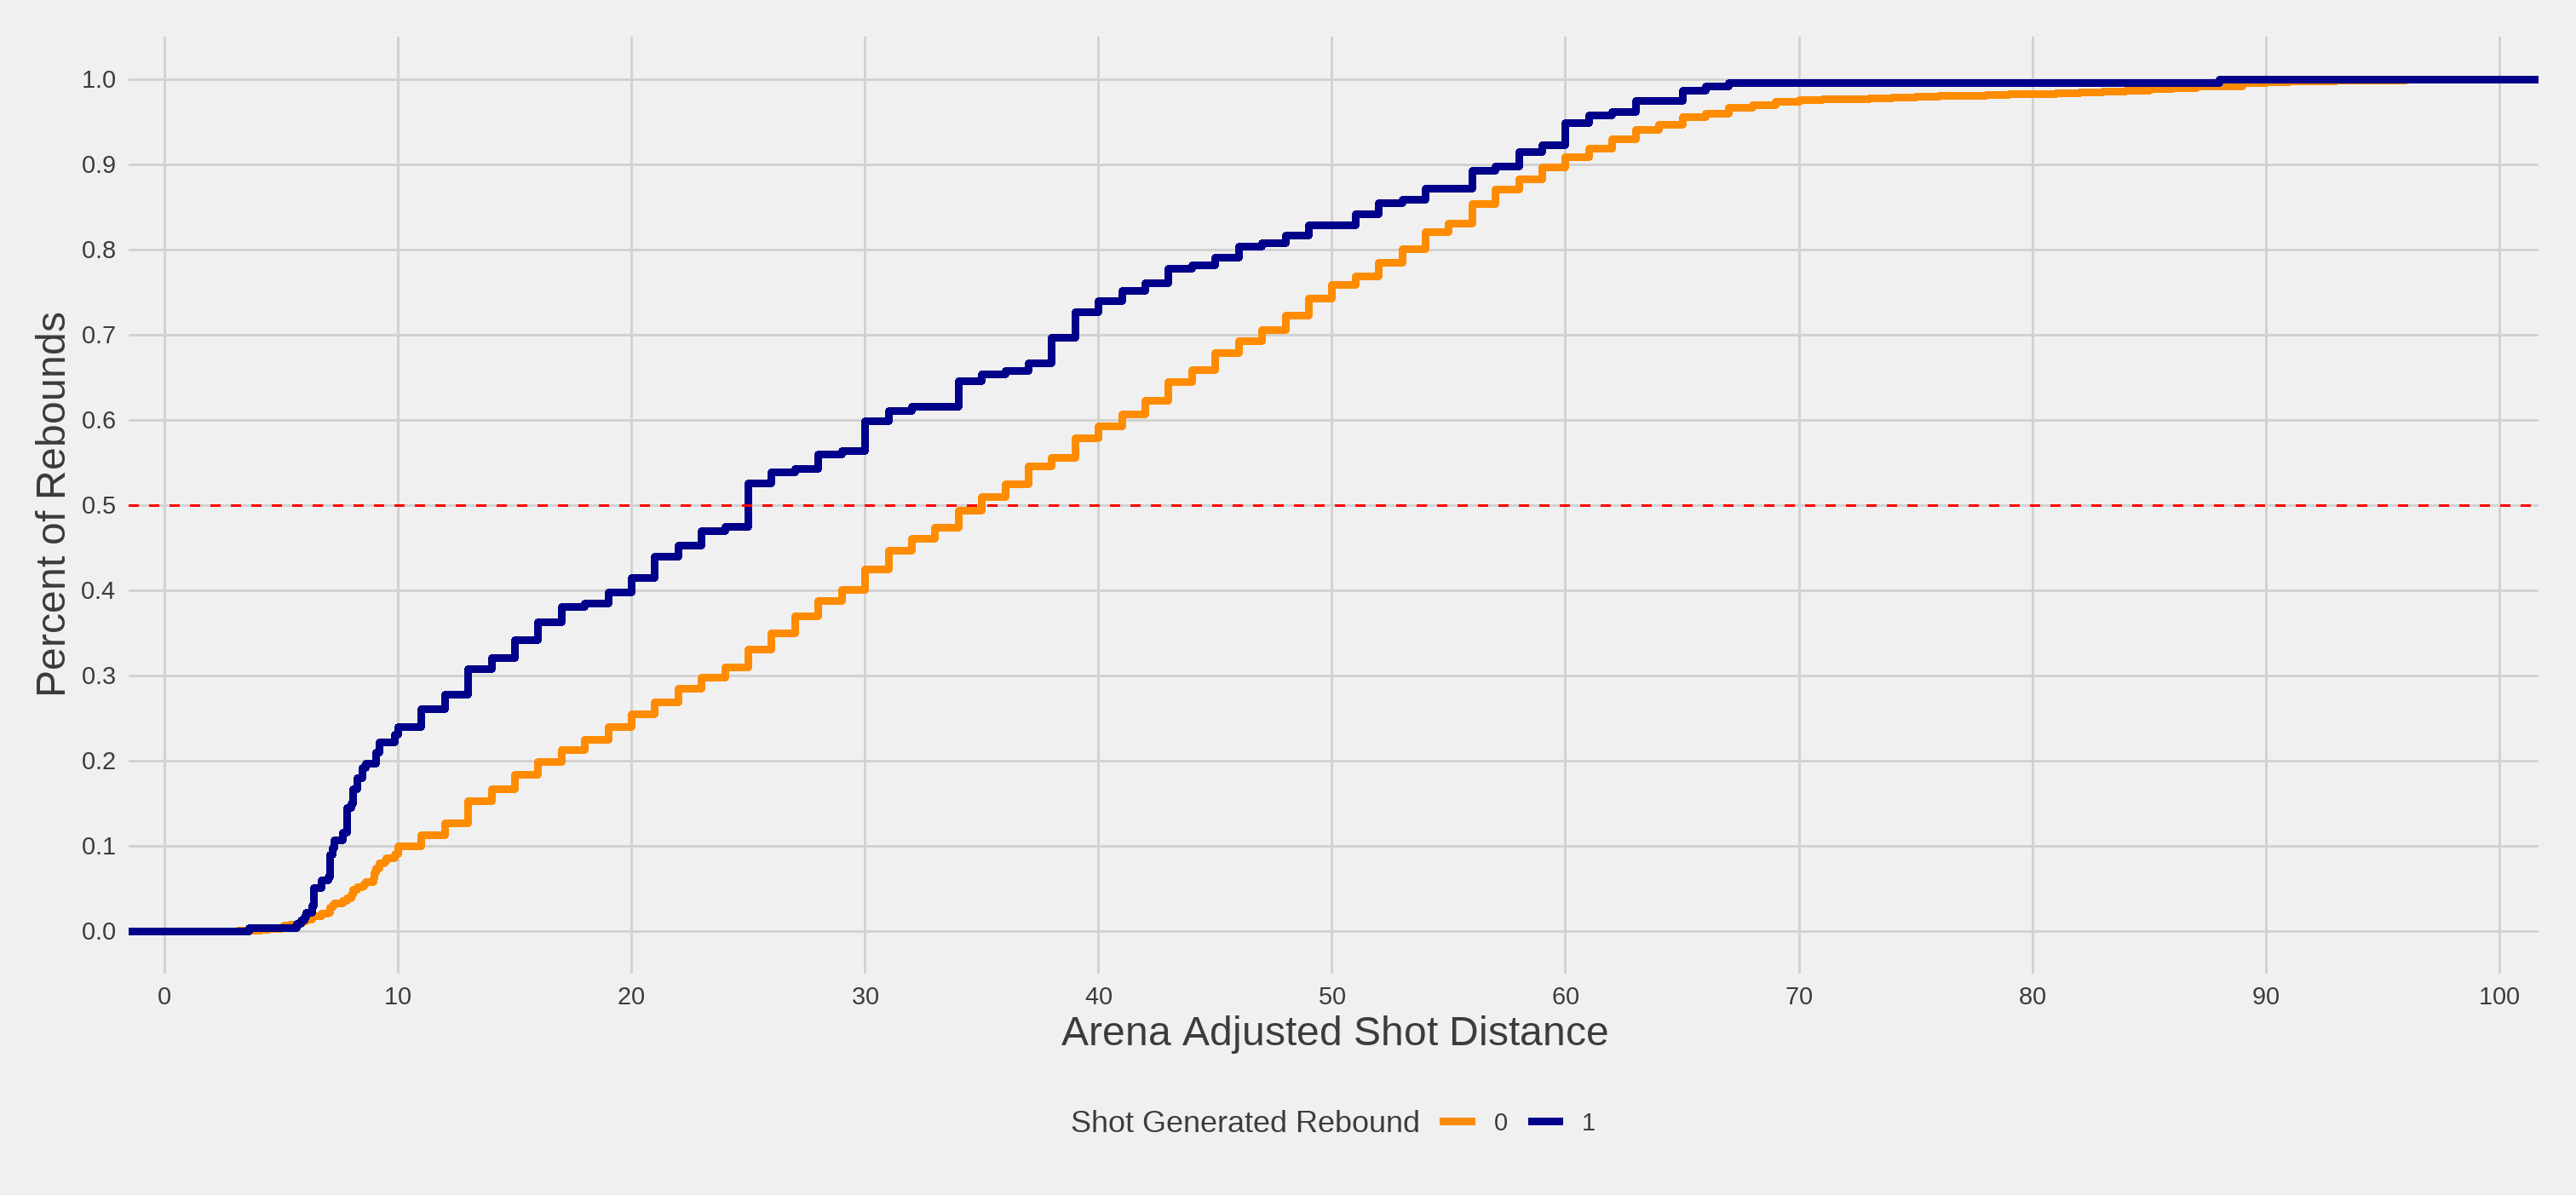 Percent of Rebounds
1.0
0.9
0.8
0.7
0.6
0.5
0.4
0.3
0.2
0.1
0.0
0 10 20 30 40 50 60 70 80 90 100
Arena Adjusted Shot Distance
Shot Generated Rebound 0 1